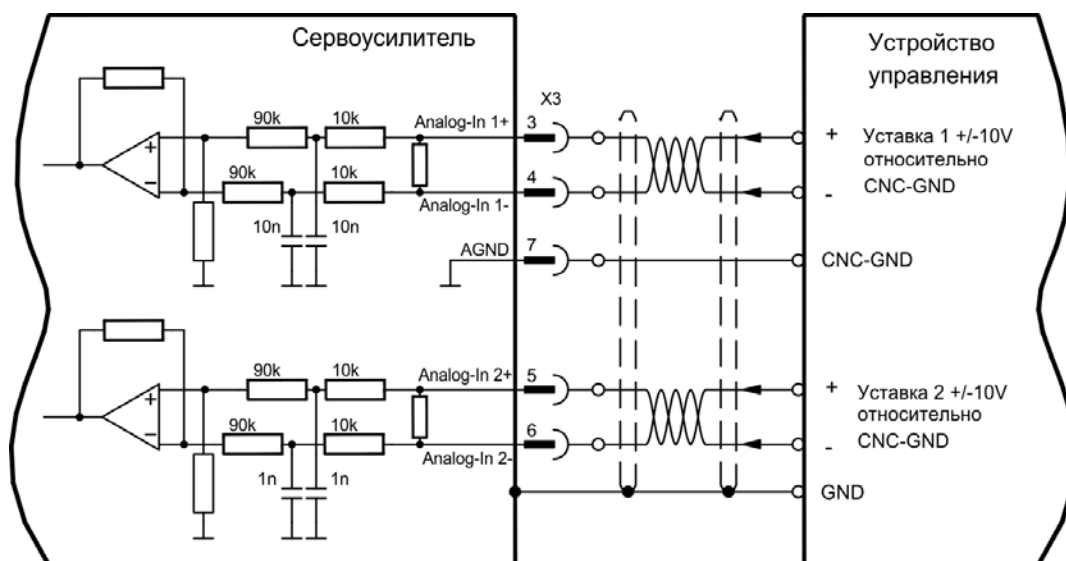 Сервоусилитель
Устройство
управления
X3
90k
10k
Analog-In 1+
3
+
+
Уставка 1 +/-10V
относительно
CNC-GND
−
90k
10k
4
Analog-In 1-
-
10n
10n
AGND
7
CNC-GND
90k
10k
Analog-In 2+
5
+
+
Уставка 2 +/-10V
относительно
CNC-GND
−
90k
10k
6
Analog-In 2-
-
1n
1n
GND